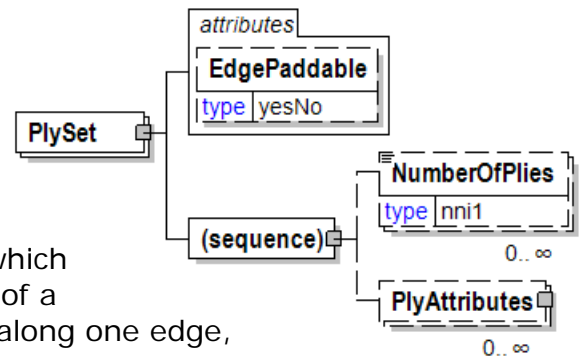 attributes
EdgePaddable
type yesNo
PlySet
NumberOfPlies
type nni1
(sequence)
0.. ∞
which
of a
PlyAttributes
along one edge,
0.. ∞